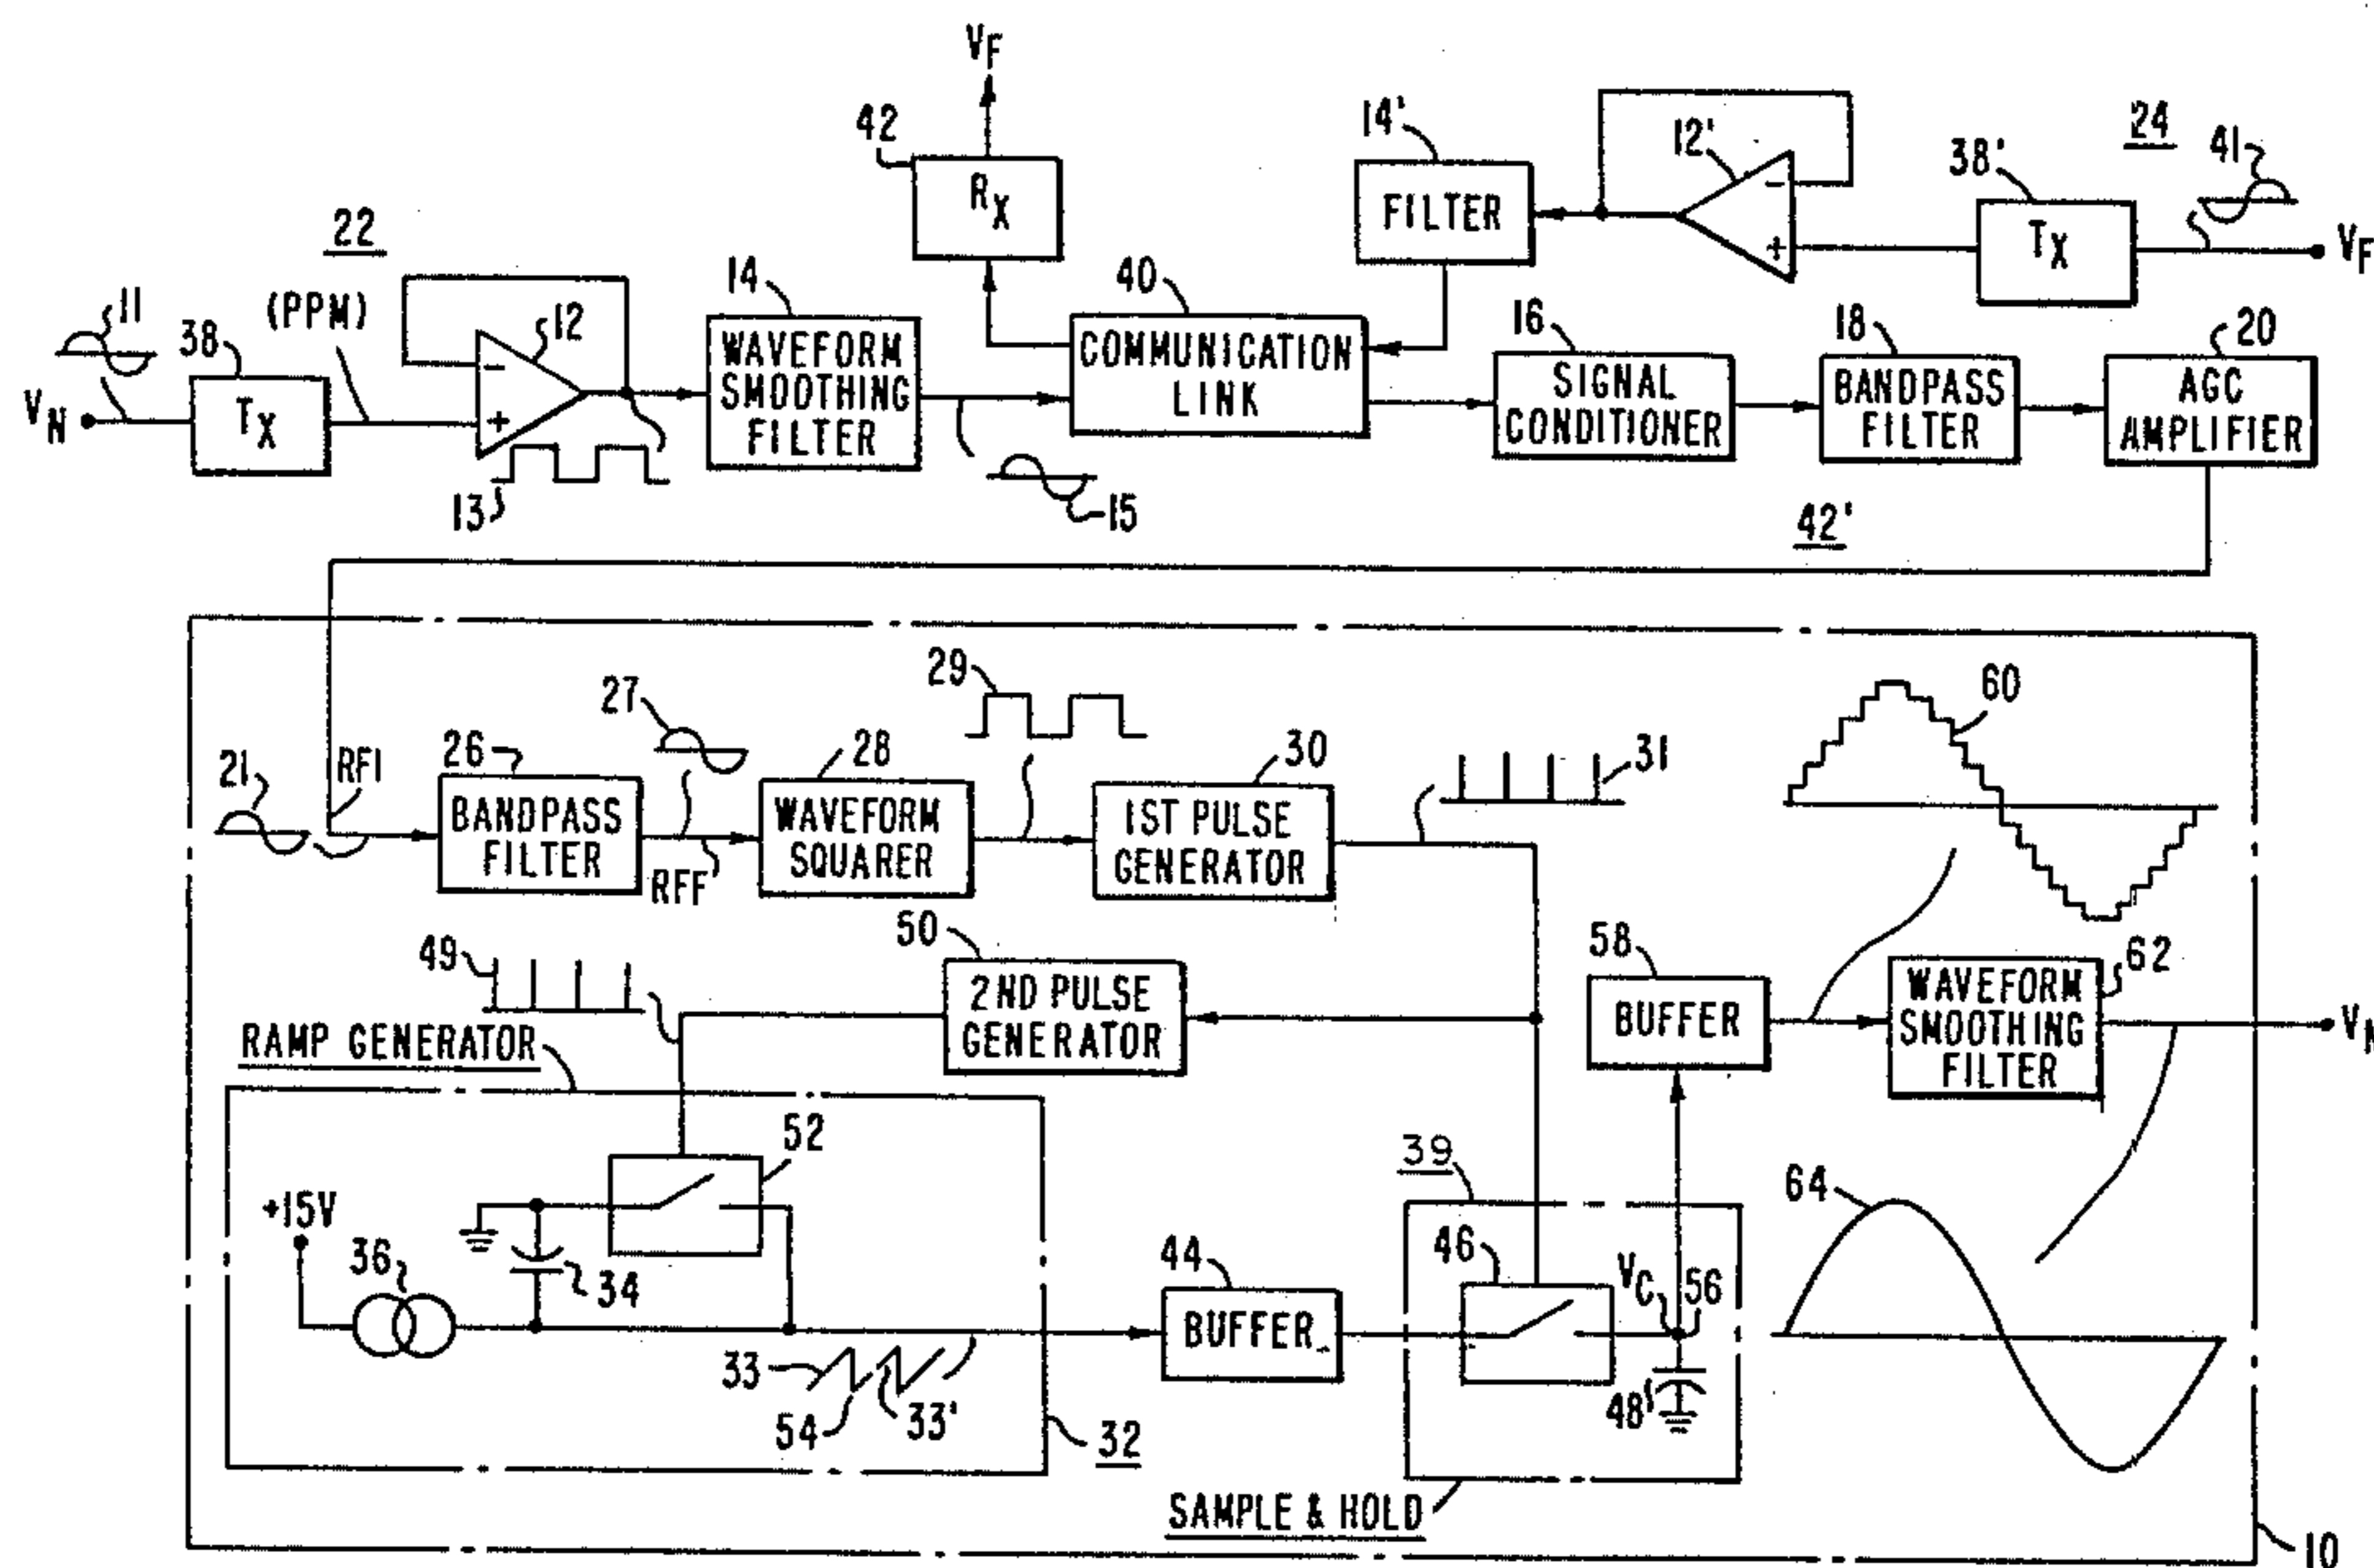 VF
42
RX
14'
FILTER
12'
-
+
24
41
38'
TX
VF
22
11
(PPM)
12
VN
38
TX
-
+
13
14
WAVEFORM
SMOOTHING
FILTER
15
40
COMMUNICATION
LINK
16
SIGNAL
CONDITIONER
18
BANDPASS
FILTER
20
AGC
AMPLIFIER
42'
21
RFI
26
BANDPASS
FILTER
27
RFF
28
WAVEFORM
SQUARER
29
30
1ST PULSE
GENERATOR
31
60
49
50
2ND PULSE
GENERATOR
58
BUFFER
62
WAVEFORM
SMOOTHING
FILTER
VN
RAMP GENERATOR
52
+15V
36
34
33
54
33'
32
44
BUFFER
39
46
VC
56
48
SAMPLE & HOLD
64
10